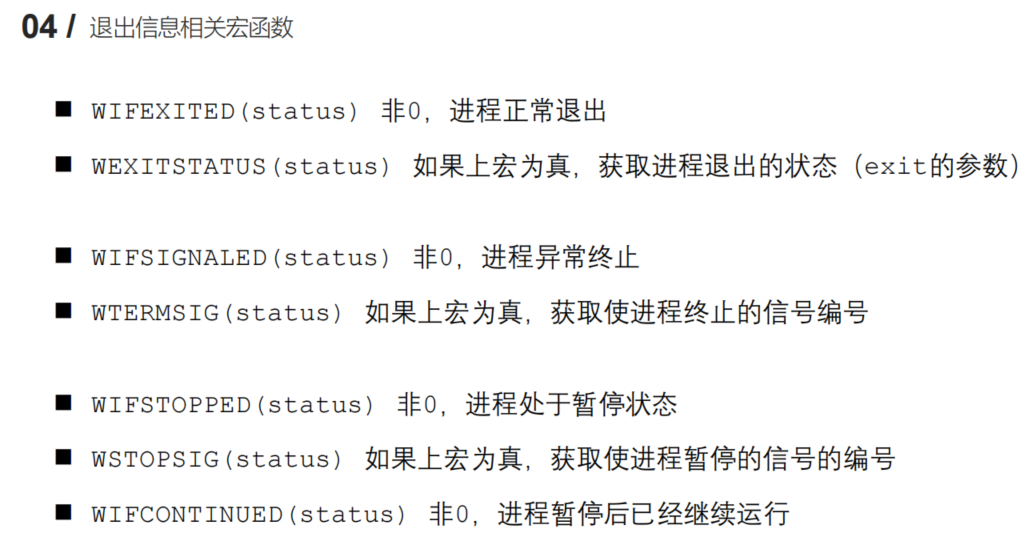 04 / 退出信息相关宏函数
■ WIFEXITED(status) 非0，进程正常退出
■ WEXITSTATUS(status) 如果上宏为真，获取进程退出的状态（exit的参数）
■ WIFSIGNALED(status) 非0，进程异常终止
■ WTERMSIG(status) 如果上宏为真，获取使进程终止的信号编号
■ WIFSTOPPED(status) 非0，进程处于暂停状态
■ WSTOPSIG(status) 如果上宏为真，获取使进程暂停的信号的编号
■ WIFCONTINUED(status) 非0，进程暂停后已经继续运行